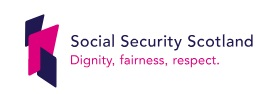 Social Security Scotland
Dignity, fairness, respect.